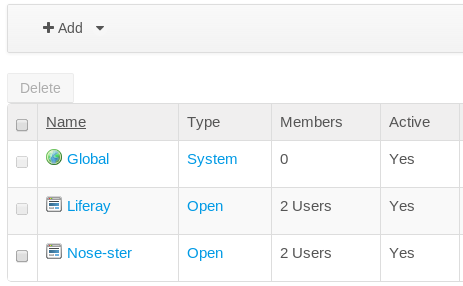 Add
Delete
Name Type Members Active
Global System 0 Yes
Liferay Open 2 Users Yes
Nose-ster Open 2 Users Yes